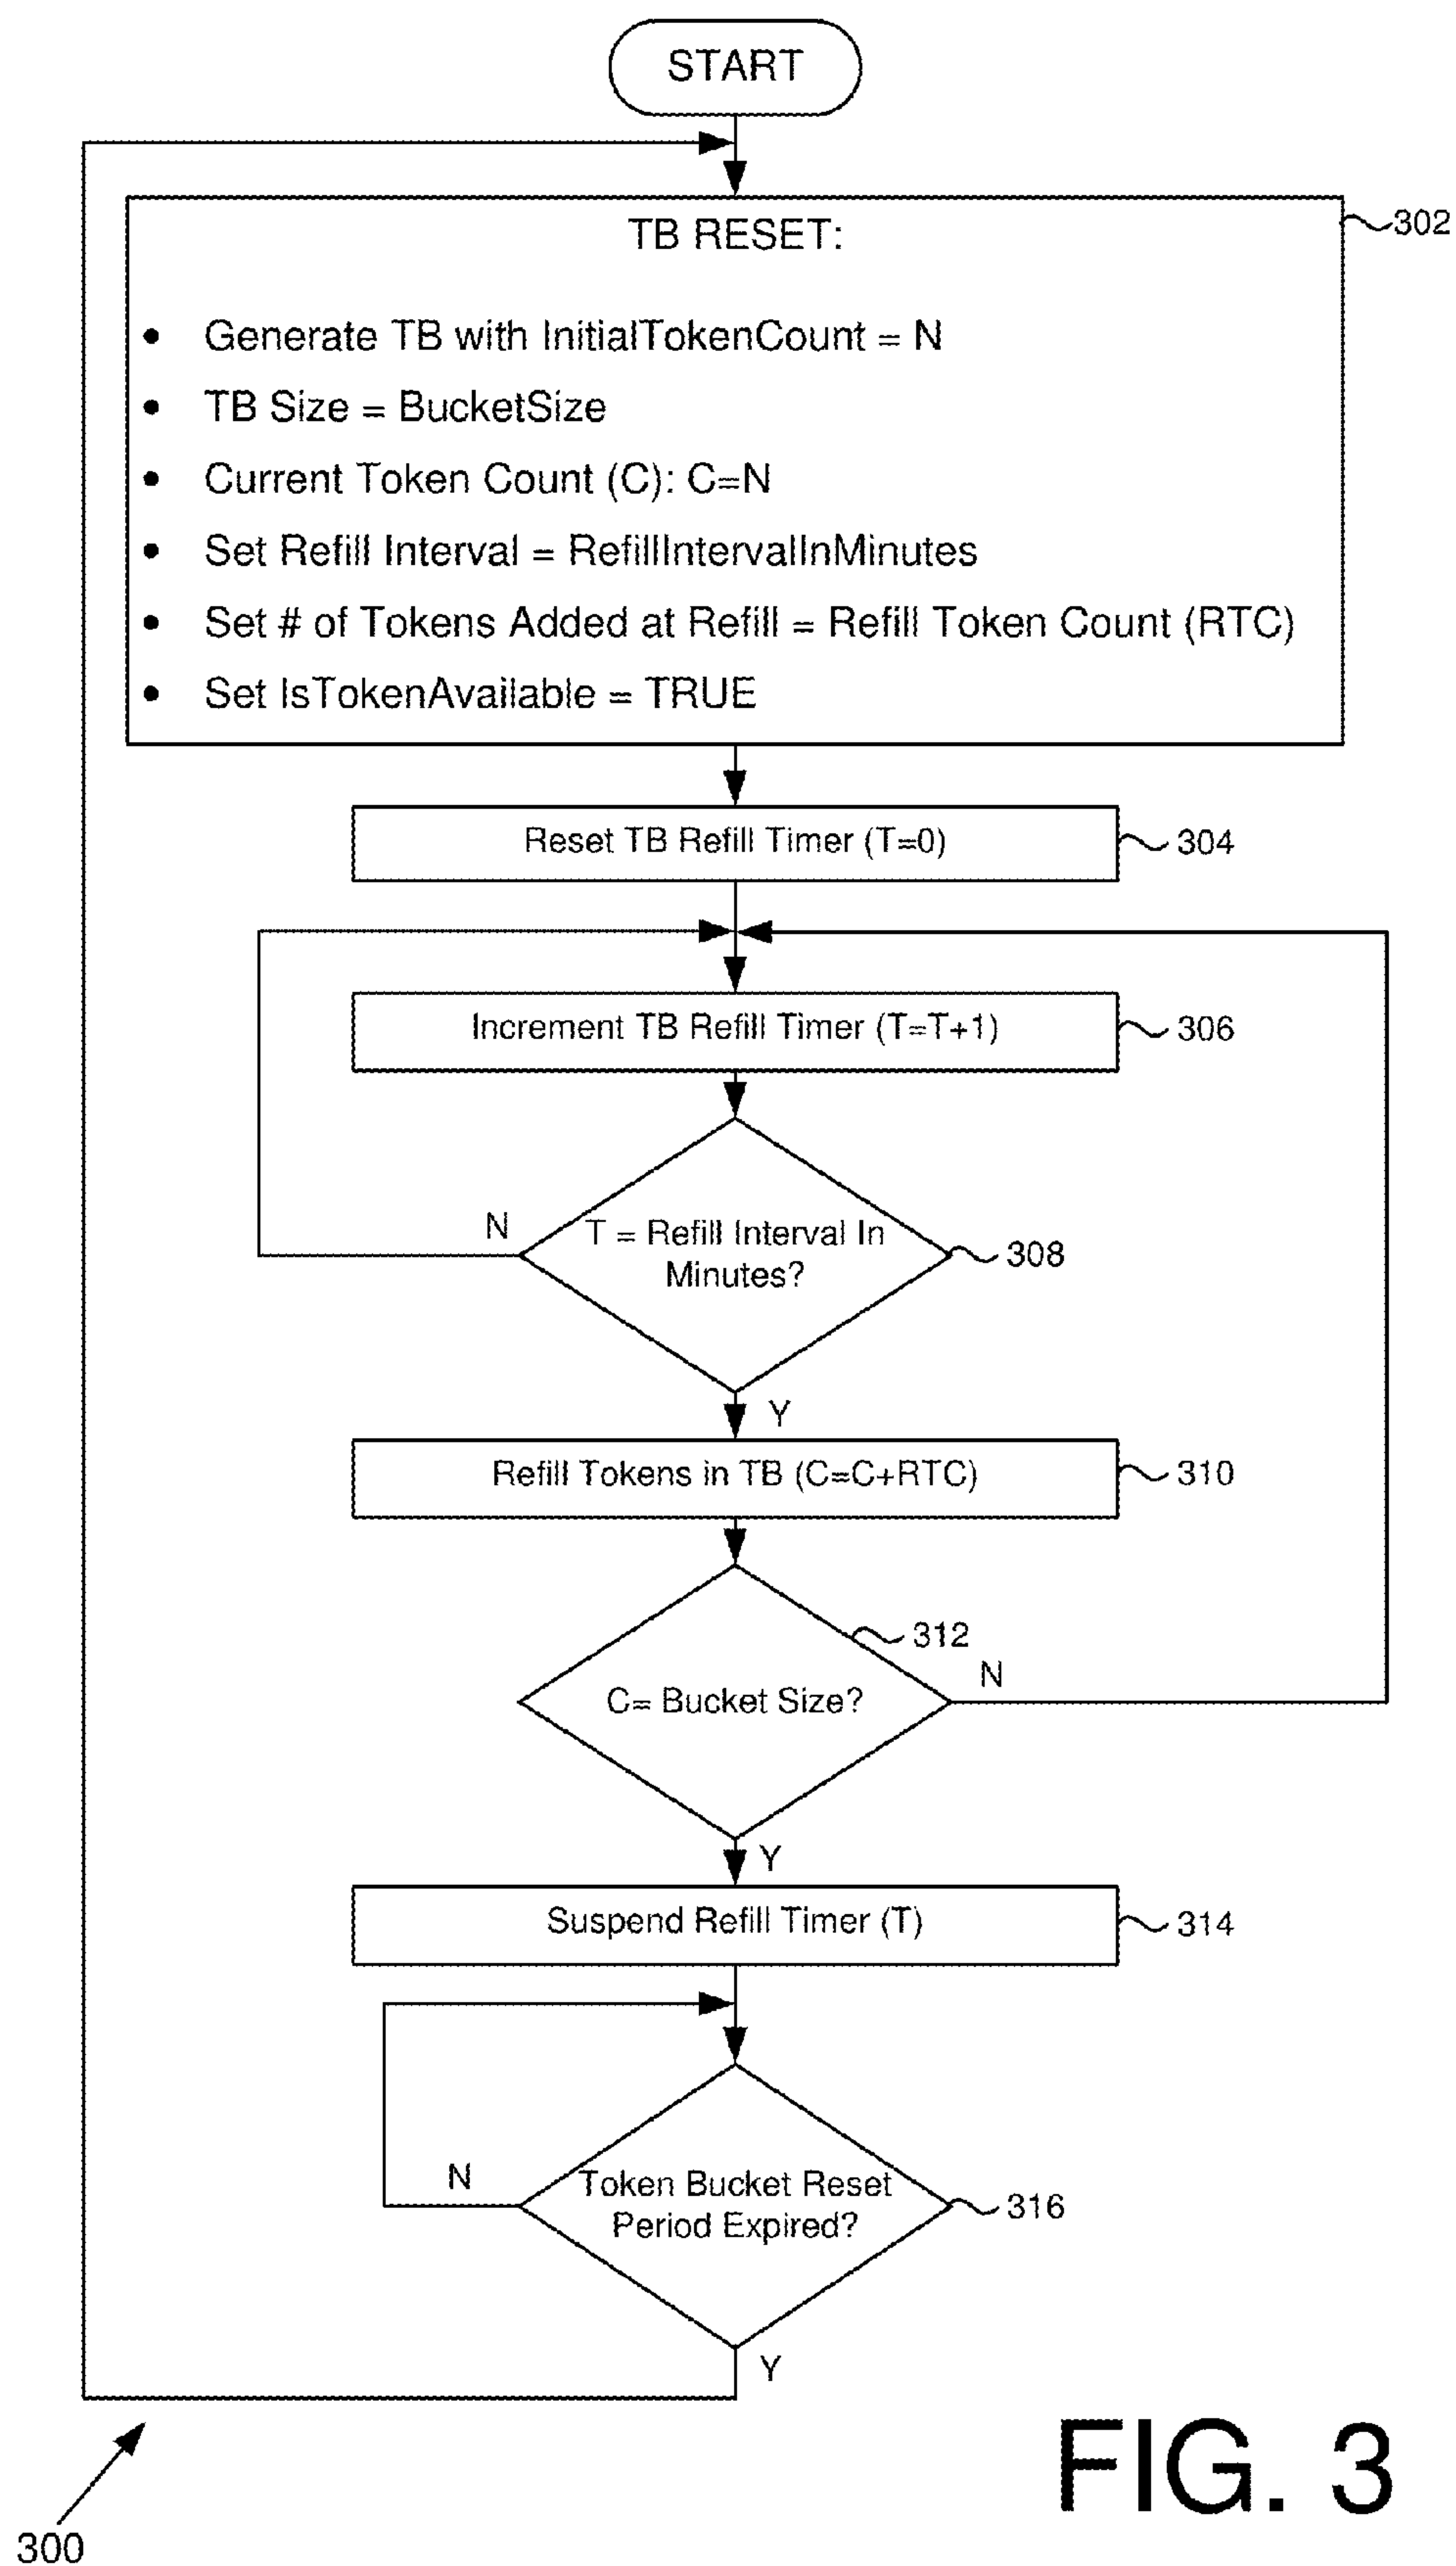 START
TB RESET:
302
• Generate TB with InitialTokenCount = N
• TB Size = BucketSize
• Current Token Count (C): C=N
• Set Refill Interval = RefillIntervalInMinutes
• Set # of Tokens Added at Refill = Refill Token Count (RTC)
• Set IsTokenAvailable = TRUE
Reset TB Refill Timer (T=0)
304
Increment TB Refill Timer (T=T+1)
306
N
T = Refill Interval In
Minutes?
308
Y
Refill Tokens in TB (C=C+RTC)
310
312
C= Bucket Size?
N
Y
Suspend Refill Timer (T)
314
N
Token Bucket Reset
Period Expired?
316
Y
300
FIG. 3